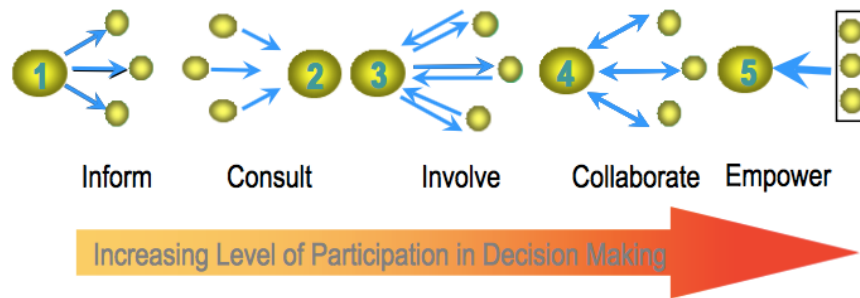 1 2 3 4 5
Inform Consult Involve Collaborate Empower
Increasing Level of Participation in Decision Making